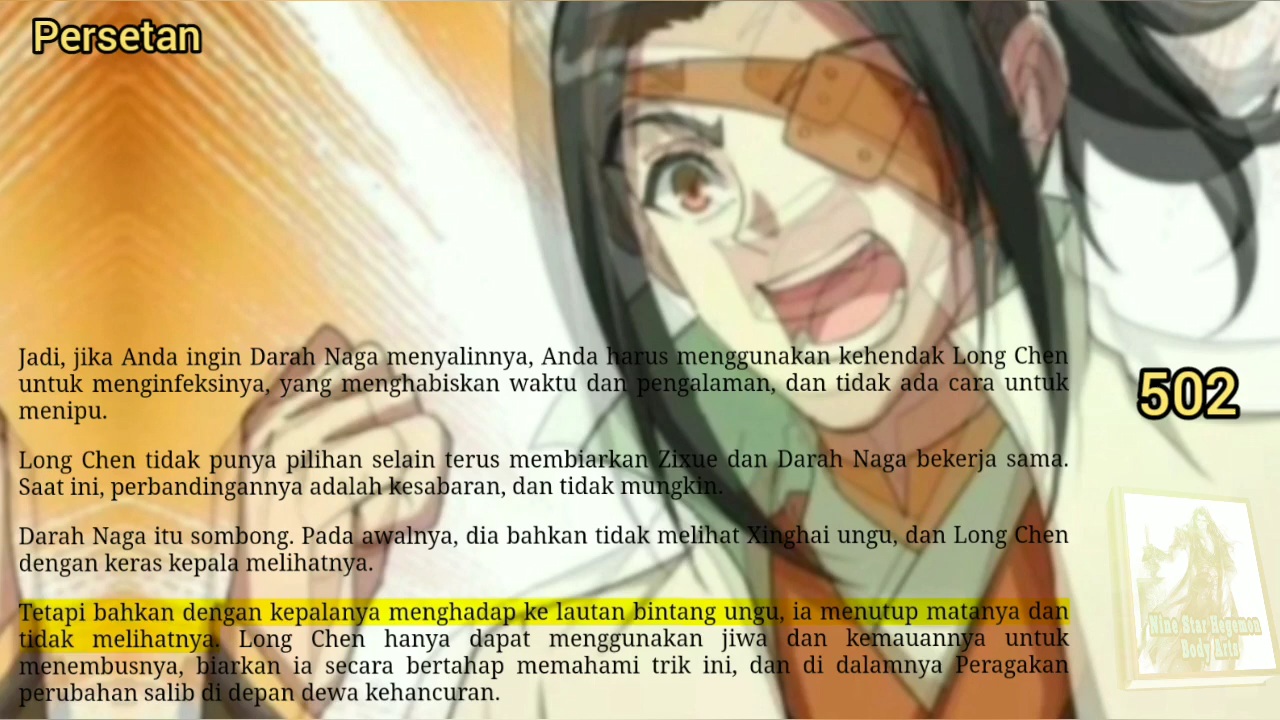 Persetan
Jadi, jika Anda ingin Darah Naga menyalinnya, Anda harus menggunakan kehendak Long Chen
untuk menginfeksinya, yang menghabiskan waktu dan pengalaman, dan tidak ada cara untuk
menipu.
502
Long Chen tidak punya pilihan selain terus membiarkan Zixue dan Darah Naga bekerja sama.
Saat ini, perbandingannya adalah kesabaran, dan tidak mungkin.
Darah Naga itu sombong. Pada awalnya, dia bahkan tidak melihat Xinghai ungu, dan Long Chen
dengan keras kepala melihatnya.
Tetapi bahkan dengan kepalanya menghadap ke lautan bintang ungu, ia menutup matanya dan
tidak melihatnya. Long Chen hanya dapat menggunakan jiwa dan kemauannya untuk
menembusnya, biarkan ia secara bertahap memahami trik ini, dan di dalamnya Peragakan
perubahan salib di depan dewa kehancuran.
Nine Star Hegemon
Body Arts